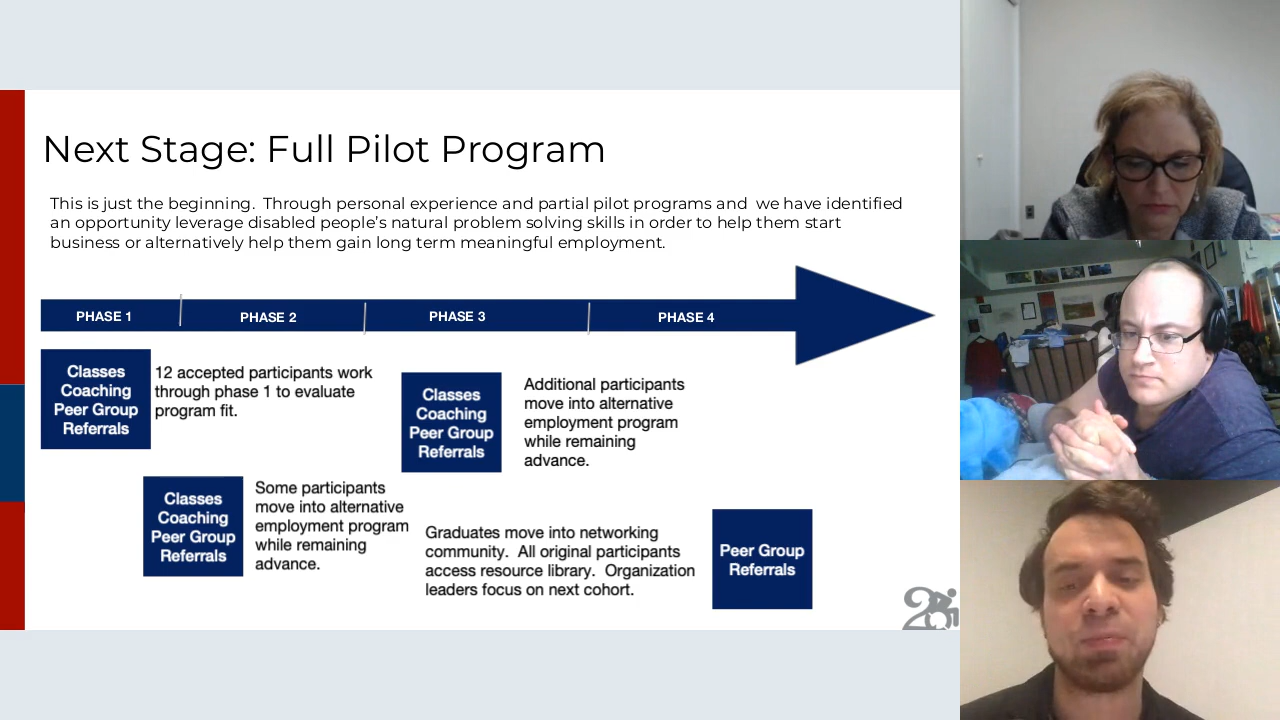 Next Stage: Full Pilot Program
This is just the beginning. Through personal experience and partial pilot programs and we have identified
an opportunity leverage disabled people's natural problem solving skills in order to help them start
business or alternatively help them gain long term meaningful employment.
PHASE 1
PHASE 2
PHASE 3
PHASE 4
Classes
Coaching
Peer Group
Referrals
12 accepted participants work
through phase 1 to evaluate
program fit.
Classes
Coaching
Peer Group
Referrals
Additional participants
move into alternative
employment program
while remaining
advance.
Classes
Coaching
Peer Group
Referrals
Some participants
move into alternative
employment program
while remaining
advance.
Graduates move into networking
community. All original participants
access resource library. Organization
leaders focus on next cohort.
Peer Group
Referrals